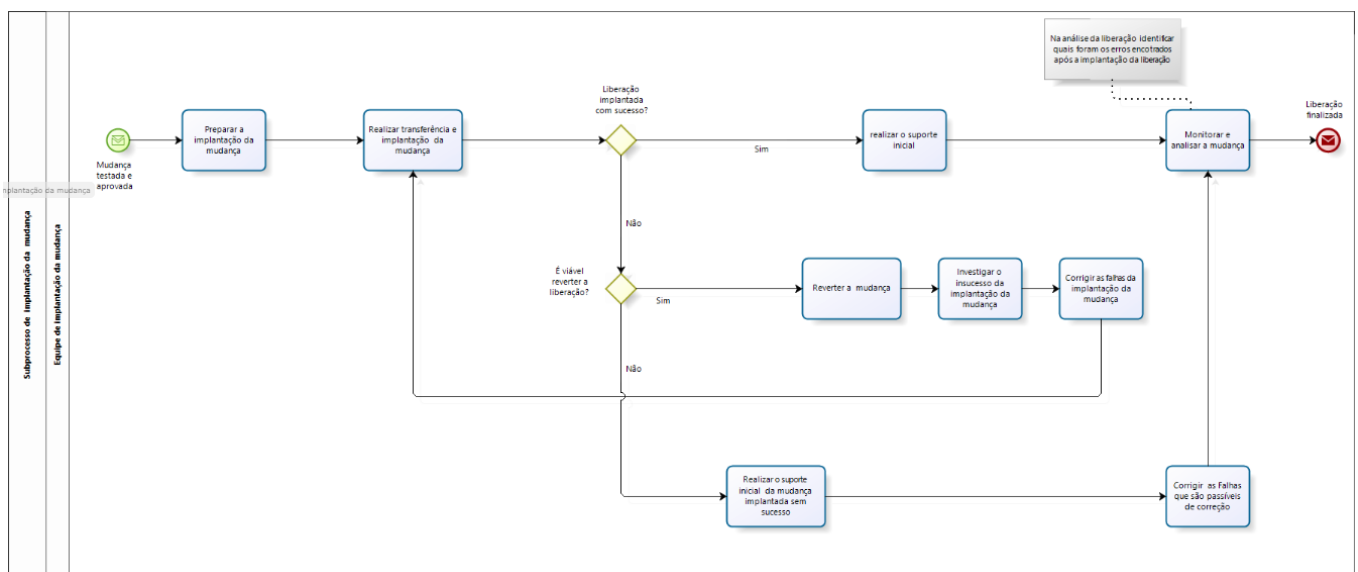 Na análise da liberação identificar
quais foram os erros encotrados
após a implantação da liberação
Liberação
implantada
com sucesso?
Liberação
finalizada
Mudança
testada e
aprovada
Preparar a
implantação da
mudança
Realizar transferência e
implantação da
mudança
Sim
realizar o suporte
inicial
Monitorar e
analisar a mudança
mplantação da mudança
Subprocesso de Implantação da mudança
Equipe de Implantação da mudança
Não
É viável
reverter a
liberação?
Sim
Reverter a mudança
Investigar o
insucesso da
implantação da
mudança
Corrigir as falhas da
implantação da
mudança
Não
Realizar o suporte
inicial da mudança
implantada sem
sucesso
Corrigir as Falhas
que são passíveis
de correção